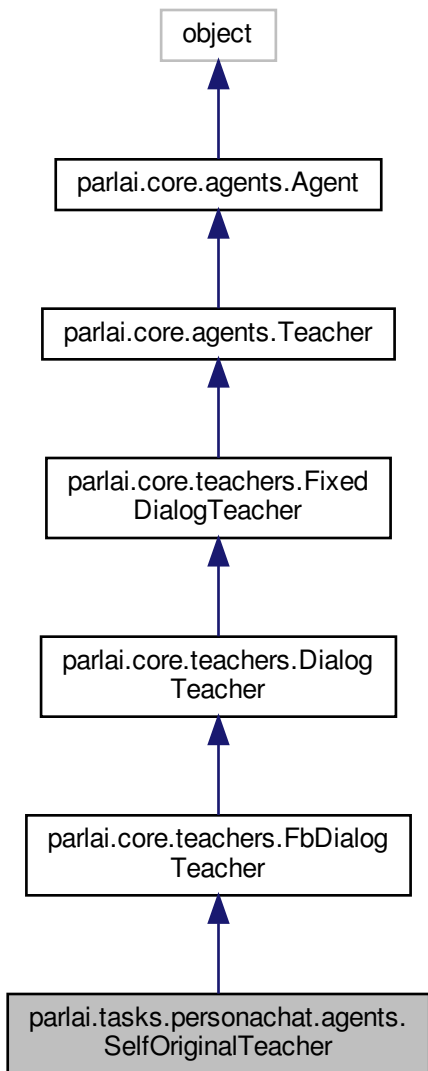 object
parlai.core.agents.Agent
parlai.core.agents.Teacher
parlai.core.teachers.Fixed
DialogTeacher
parlai.core.teachers.Dialog
Teacher
parlai.core.teachers.FbDialog
Teacher
parlai.tasks.personachat.agents.
SelfOriginalTeacher